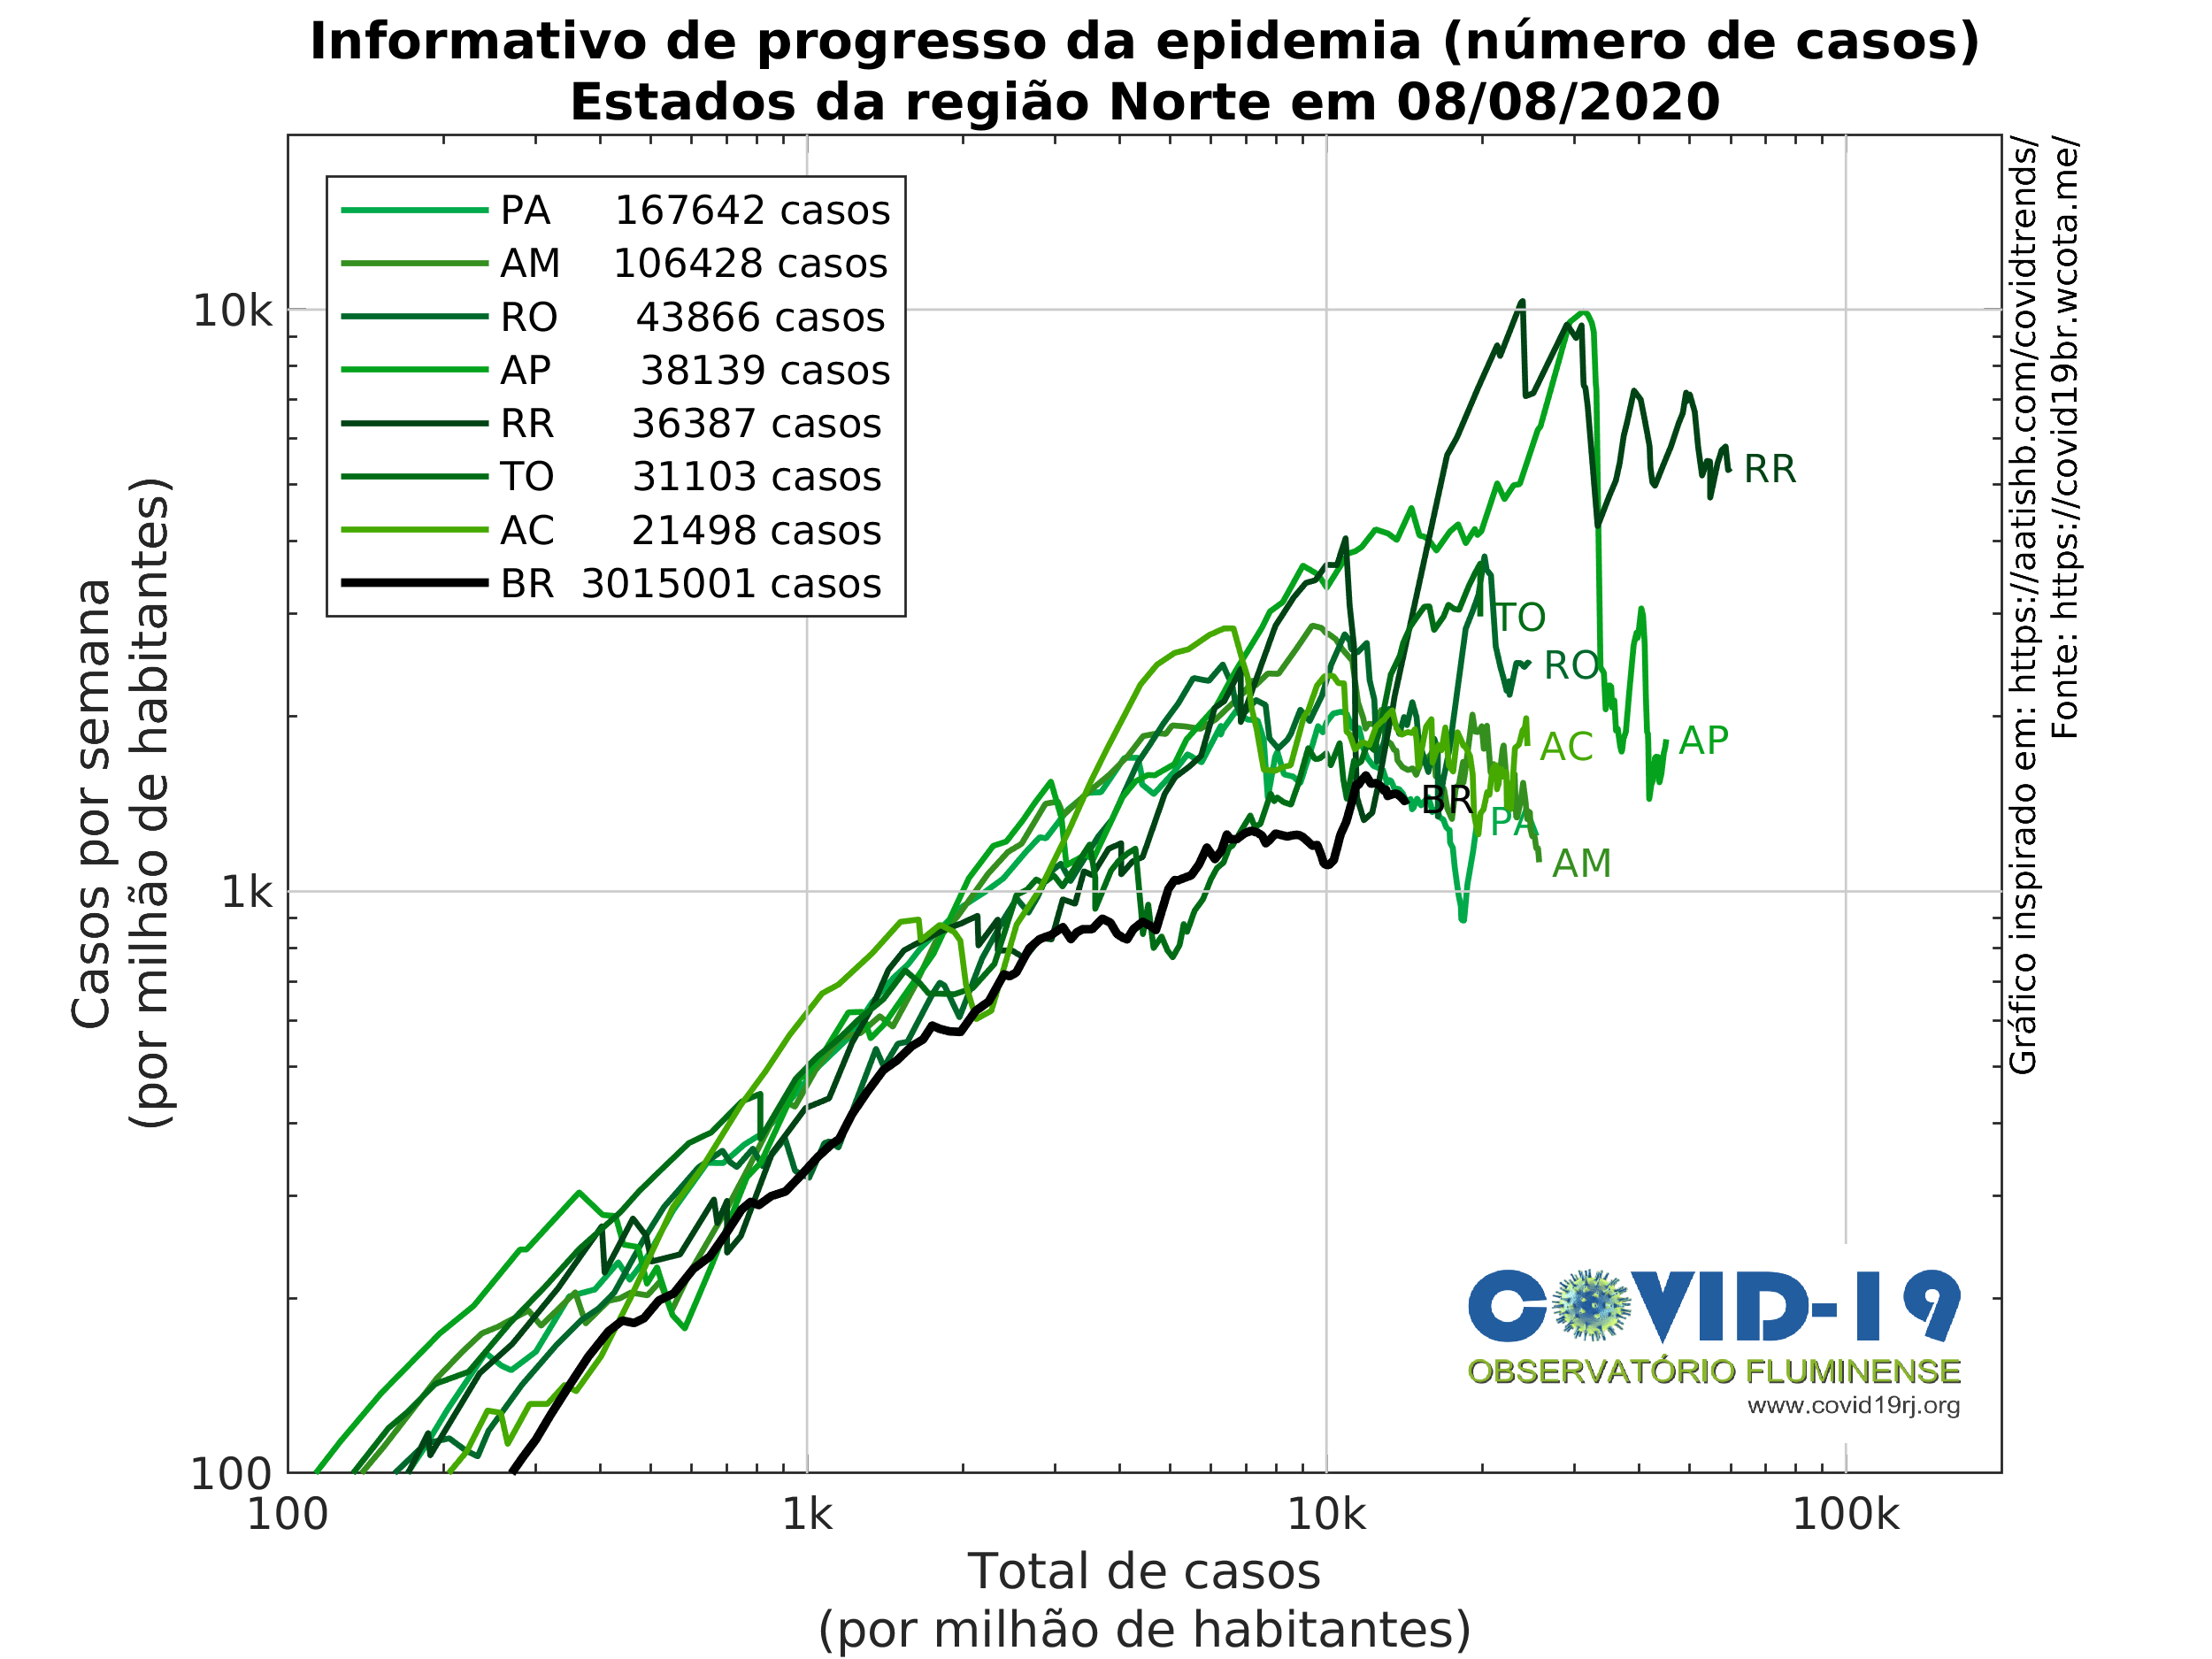 Informativo de progresso da epidemia (número de casos)
Estados da região Norte em 08/08/2020
PA 167642 casos
AM 106428 casos
RO 43866 casos
AP 38139 casos
RR 36387 casos
TO 31103 casos
AC 21498 casos
BR 3015001 casos
10k
1k
100
Casos por semana
(por milhão de habitantes)
RR
TO
RO
AC
AP
BR
PA
AM
100
1k
10k
100k
Total de casos
(por milhão de habitantes)
Gráfico inspirado em: https://aatishb.com/covidtrends/
Fonte: https://covid19br.wcota.me/
COVID-19
OBSERVATÓRIO FLUMINENSE
www.covid19rj.org